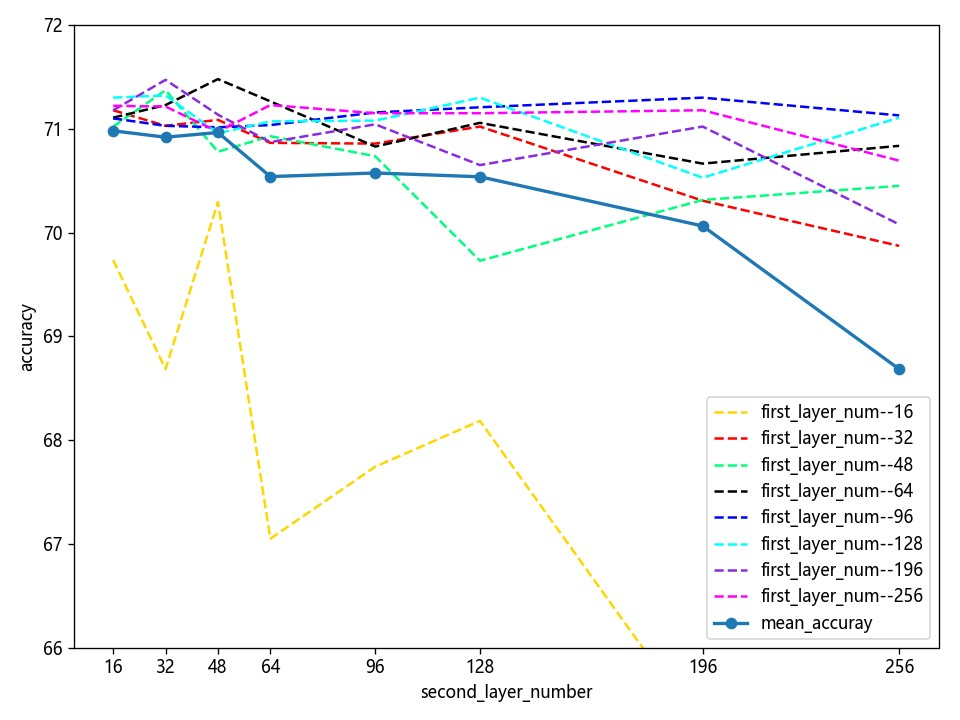 72
71
70
69
68
67
66
accuracy
16 32 48 64 96 128 196 256
second_layer_number
first_layer_num--16
first_layer_num--32
first_layer_num--48
first_layer_num--64
first_layer_num--96
first_layer_num--128
first_layer_num--196
first_layer_num--256
mean_accuray